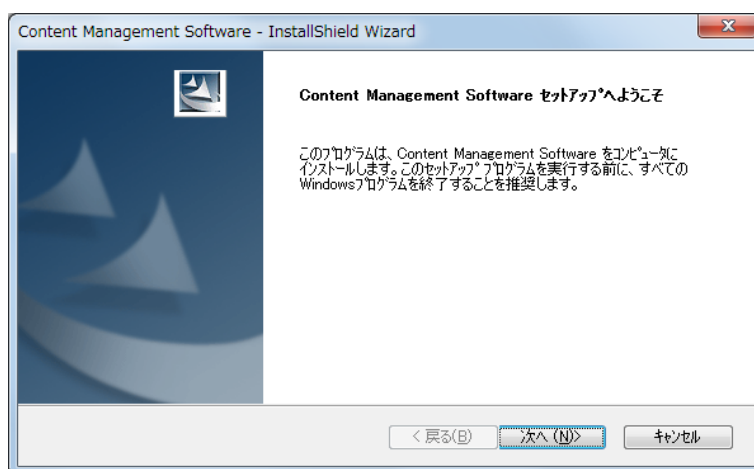 Content Management Software - InstallShield Wizard
Content Management Software ｾｯﾄｱｯﾌﾟへようこそ
このﾌﾟﾛｸﾞﾗﾑは、Content Management Software をｺﾝﾋﾟｭｰﾀに
ｲﾝｽﾄｰﾙします。このｾｯﾄｱｯﾌﾟ ﾌﾟﾛｸﾞﾗﾑを実行する前に、すべての
Windowsﾌﾟﾛｸﾞﾗﾑを終了することを推奨します。
< 戻る(B)
次へ (N)>
ｷｬﾝｾﾙ